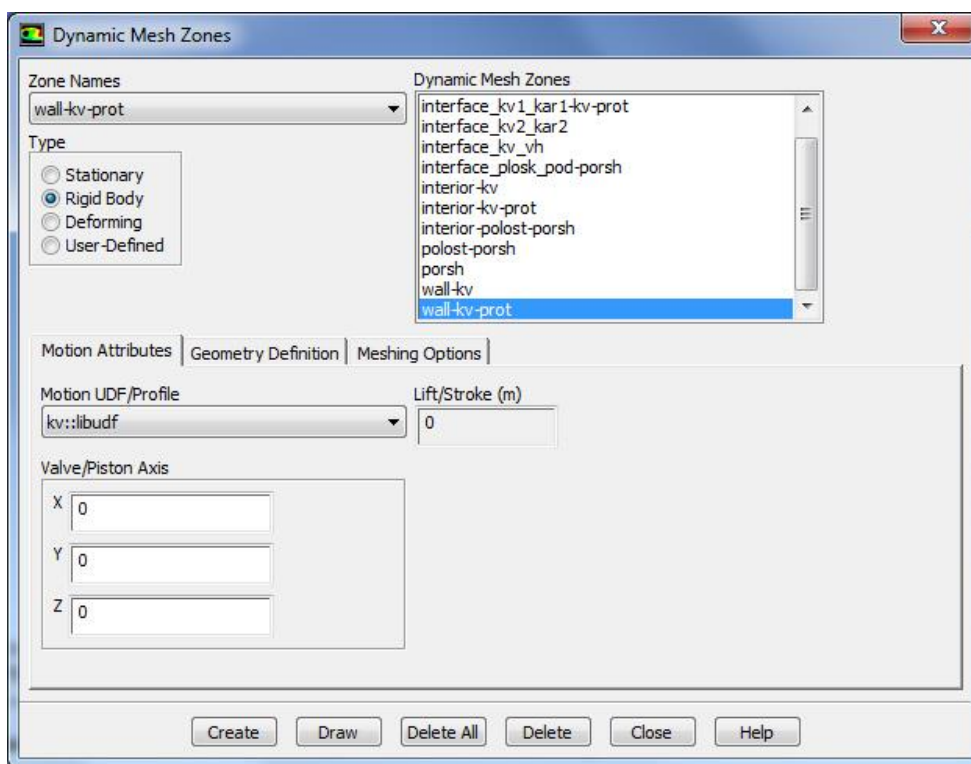 Dynamic Mesh Zones
Zone Names
wall-kv-prot
Type
Stationary
Rigid Body
Deforming
User-Defined
Dynamic Mesh Zones
interface_kv1_kar1-kv-prot
interface_kv2_kar2
interface_kv_vh
interface_plosk_pod-porsh
interior-kv
interior-kv-prot
interior-polost-porsh
polost-porsh
porsh
wall-kv
wall-kv-prot
Motion Attributes Geometry Definition Meshing Options
Motion UDF/Profile
kv::libudf
Lift/Stroke (m)
0
Valve/Piston Axis
X 0
Y 0
Z 0
Create Draw Delete All Delete Close Help